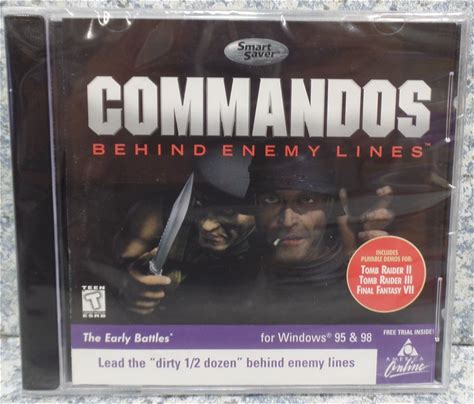 Smart
Saver
COMMANDOS
BEHIND ENEMY LINES™
INCLUDES
PLAYABLE DEMOS FOR:
TOMB RAIDER II
TOMB RAIDER III
FINAL FANTASY VII
TEEN
T
ESRB
The Early Battles*
for Windows® 95 & 98
FREE TRIAL INSIDE!
AMERICA
Online
Lead the "dirty 1/2 dozen" behind enemy lines